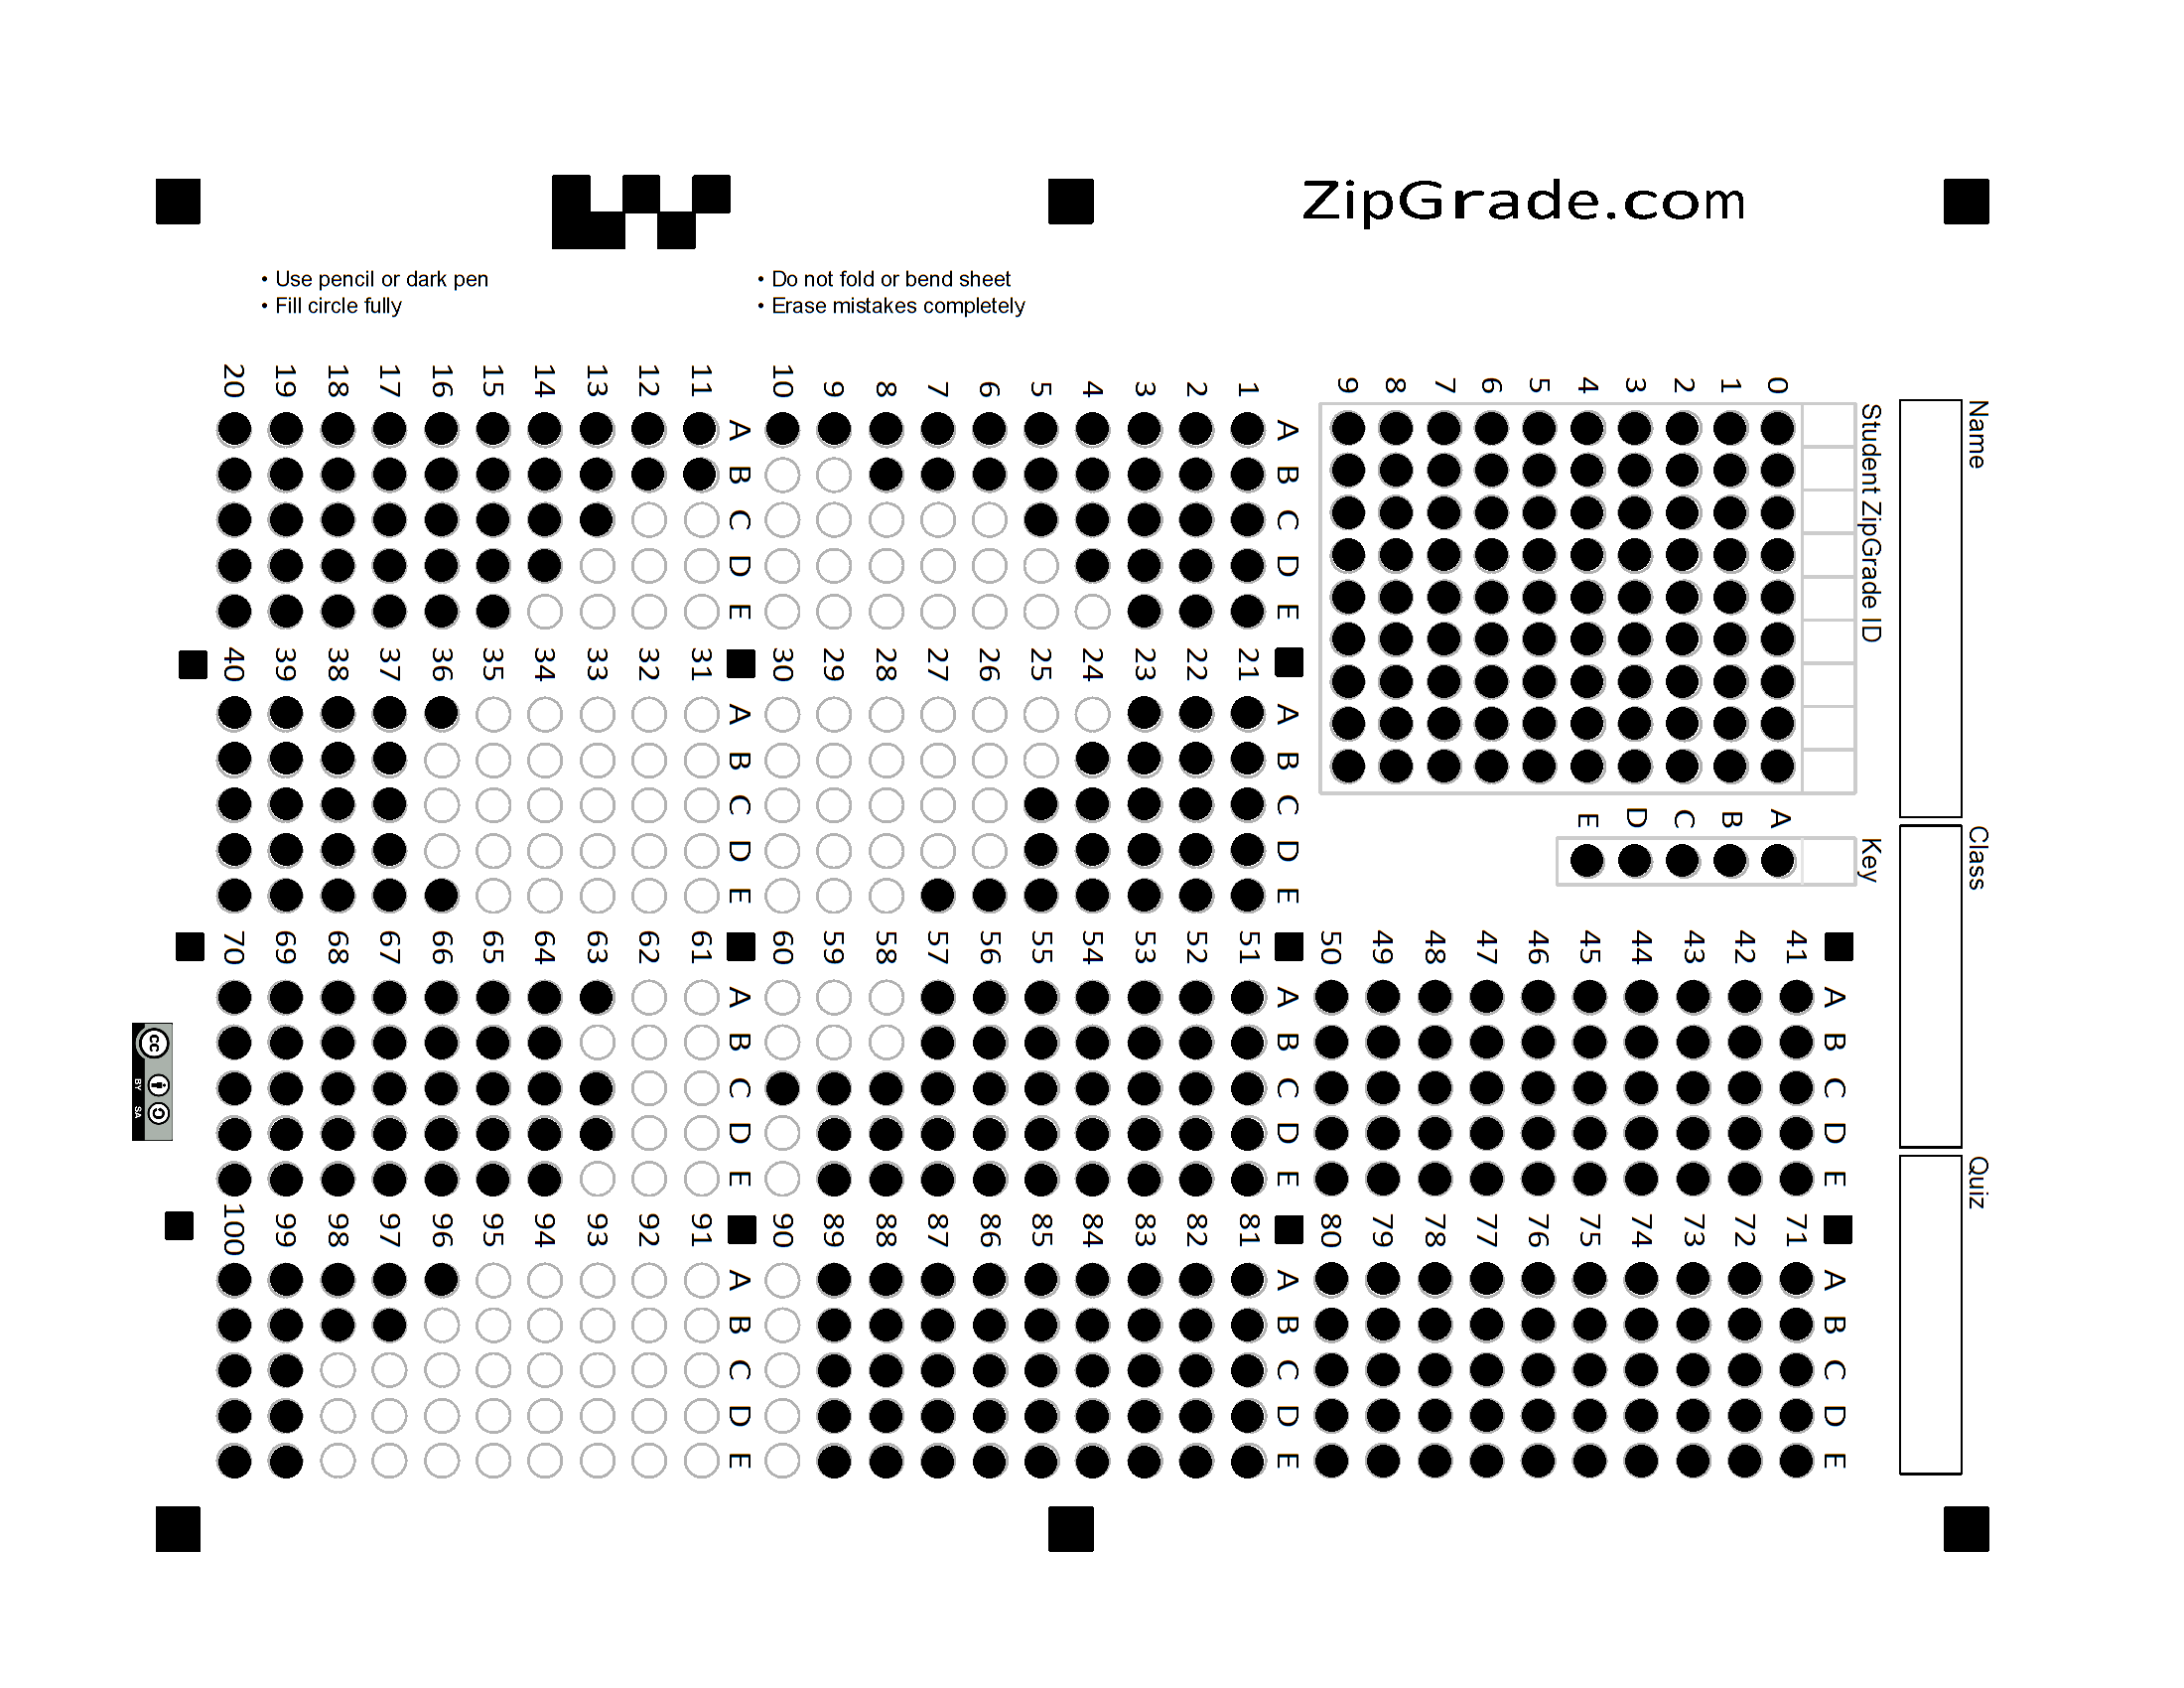 ZipGrade.com
• Use pencil or dark pen
• Fill circle fully
• Do not fold or bend sheet
• Erase mistakes completely
Name
Class
Quiz
Student ZipGrade ID
0 1 2 3 4 5 6 7 8 9
Key
A B C D E
A B C D E
1 2 3 4 5 6 7 8 9 10
A B C D E
11 12 13 14 15 16 17 18 19 20
A B C D E
21 22 23 24 25 26 27 28 29 30
A B C D E
31 32 33 34 35 36 37 38 39 40
A B C D E
41 42 43 44 45 46 47 48 49 50
A B C D E
51 52 53 54 55 56 57 58 59 60
A B C D E
61 62 63 64 65 66 67 68 69 70
A B C D E
71 72 73 74 75 76 77 78 79 80
A B C D E
81 82 83 84 85 86 87 88 89 90
A B C D E
91 92 93 94 95 96 97 98 99 100
cc BY SA